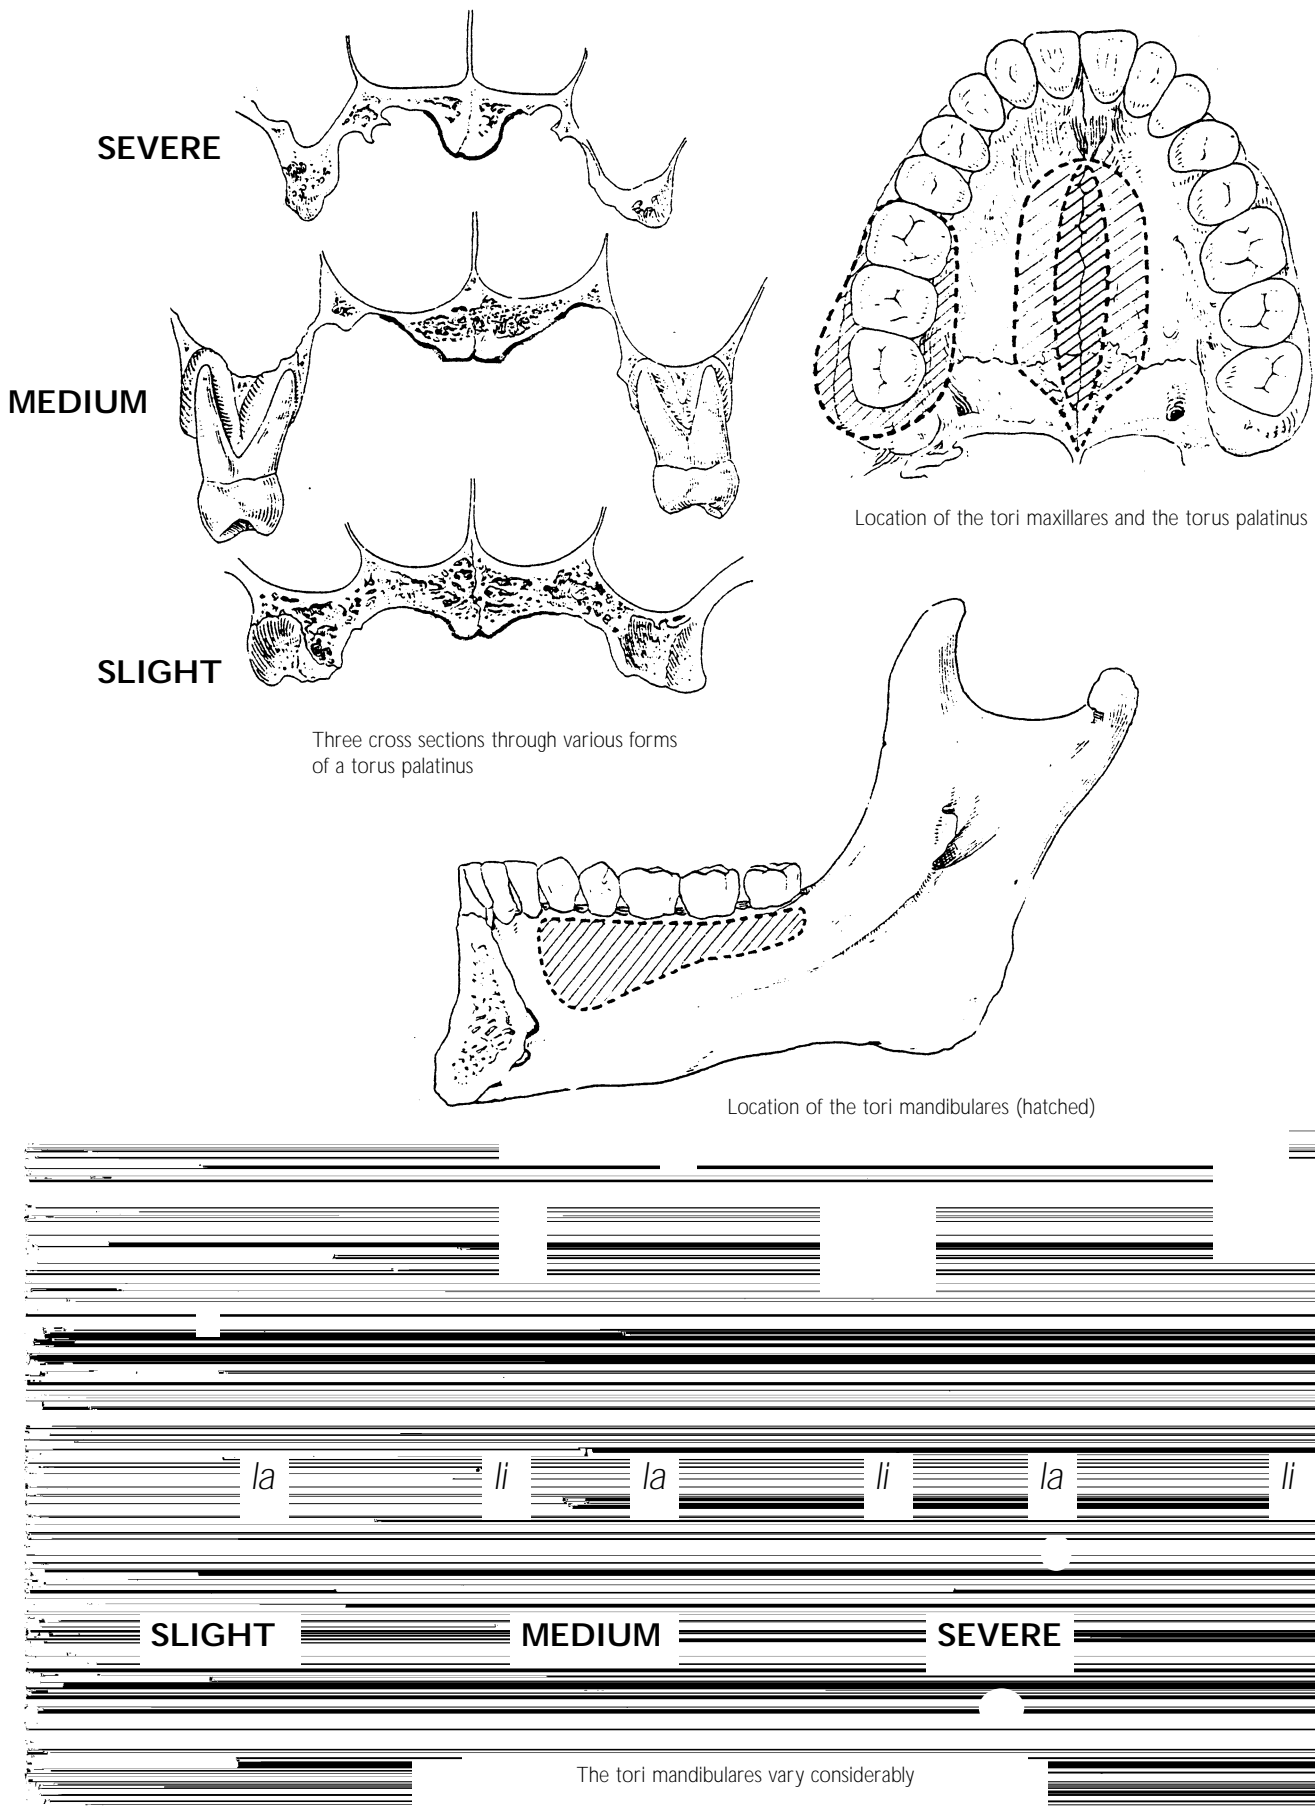 SEVERE
MEDIUM
Location of the tori maxillares and the torus palatinus
SLIGHT
Three cross sections through various forms
of a torus palatinus
Location of the tori mandibulares (hatched)
la li la li la li
SLIGHT MEDIUM SEVERE
The tori mandibulares vary considerably